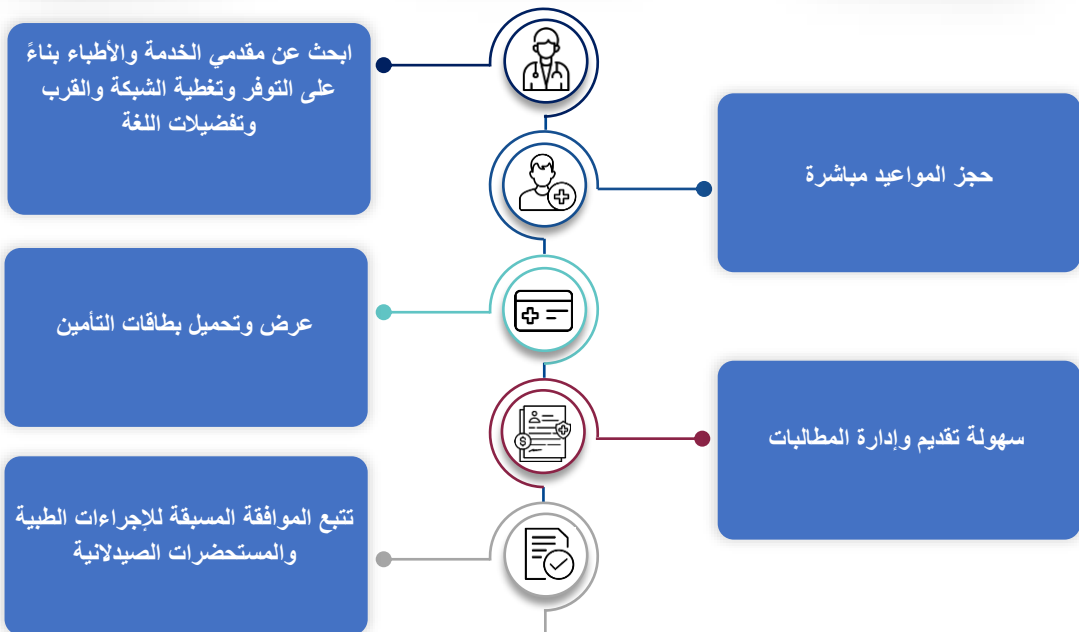 ابحث عن مقدمي الخدمة والأطباء بناءً
على التوفر وتغطية الشبكة والقرب
وتفضيلات اللغة
حجز المواعيد مباشرة
عرض وتحميل بطاقات التأمين
سهولة تقديم وإدارة المطالبات
تتبع الموافقة المسبقة للإجراءات الطبية
والمستحضرات الصيدلانية